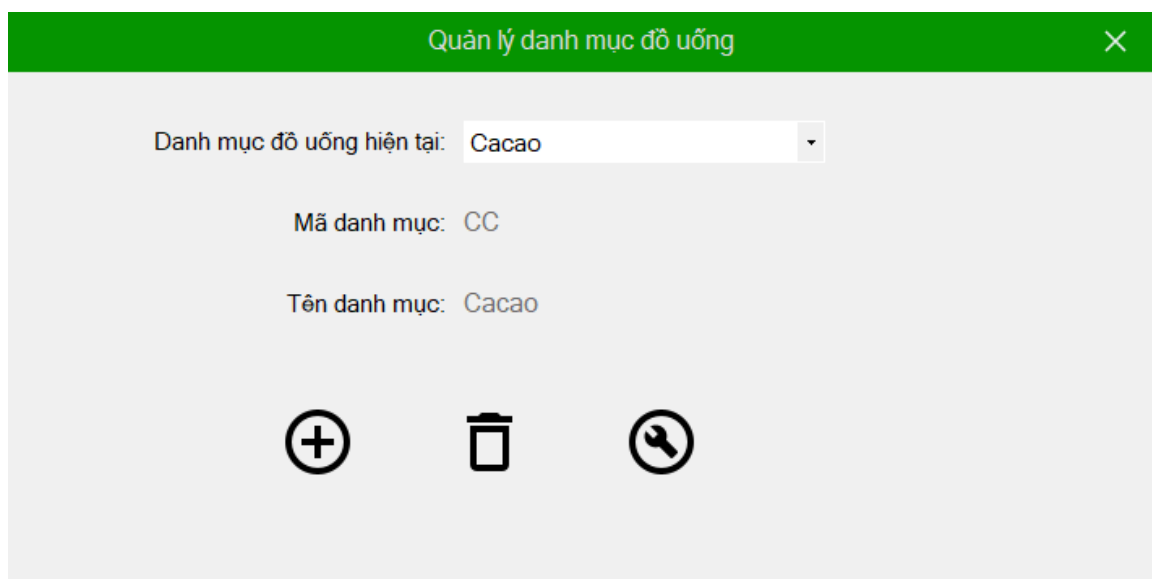 Quản lý danh mục đồ uống
Danh mục đồ uống hiện tại: Cacao
Mã danh mục: CC
Tên danh mục: Cacao